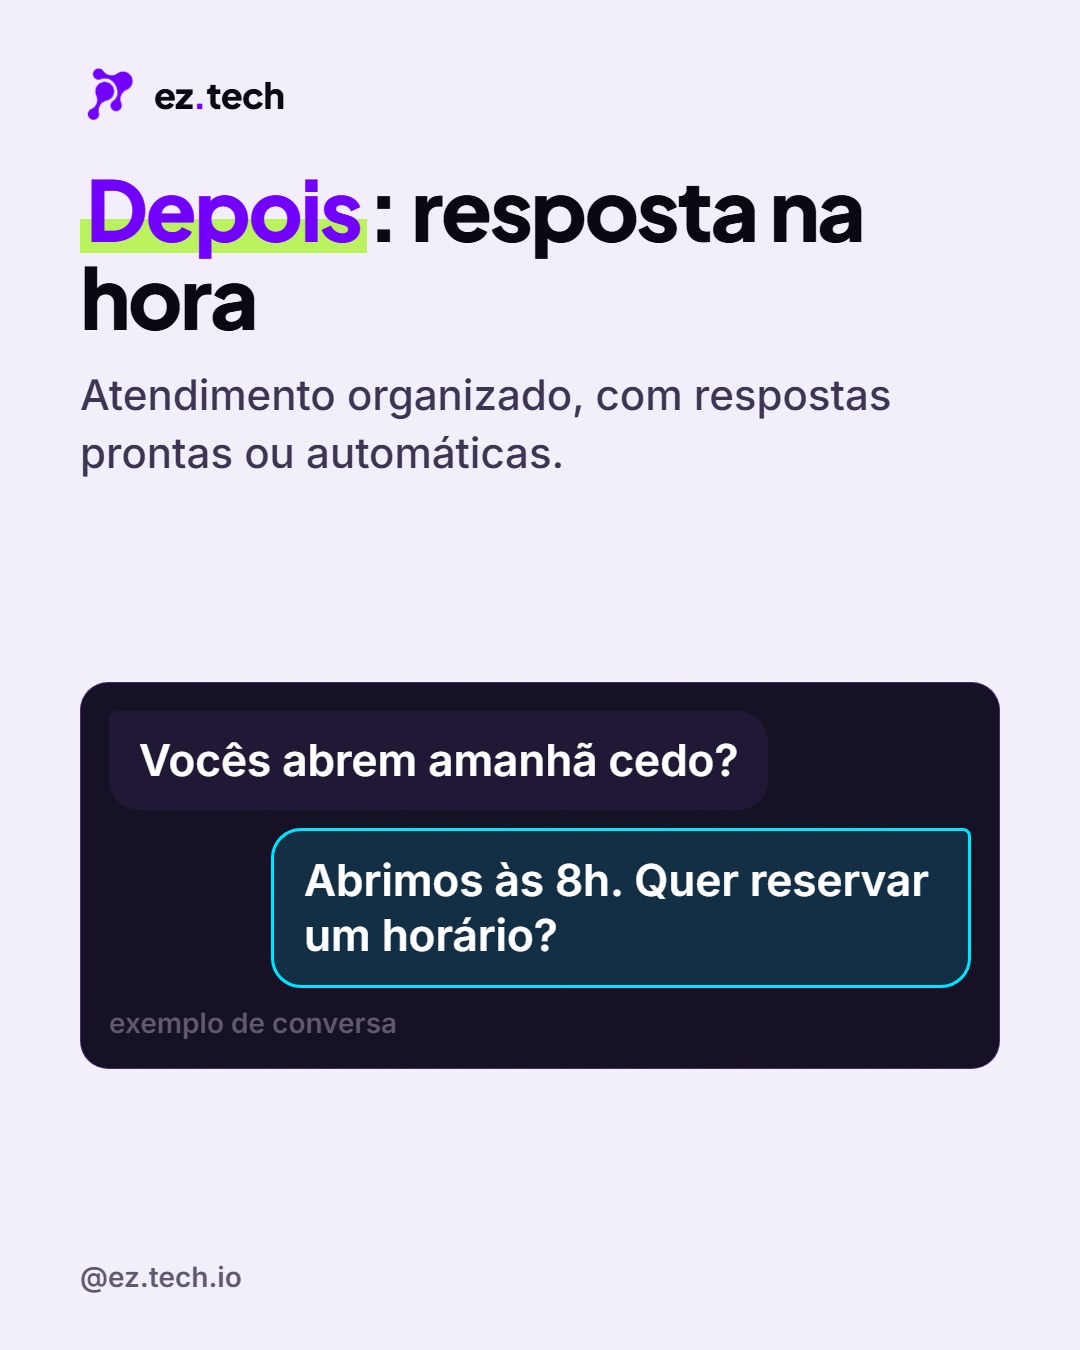 ez.tech
Depois: resposta na
hora
Atendimento organizado, com respostas
prontas ou automáticas.
Vocês abrem amanhã cedo?
Abrimos às 8h. Quer reservar
um horário?
exemplo de conversa
@ez.tech.io